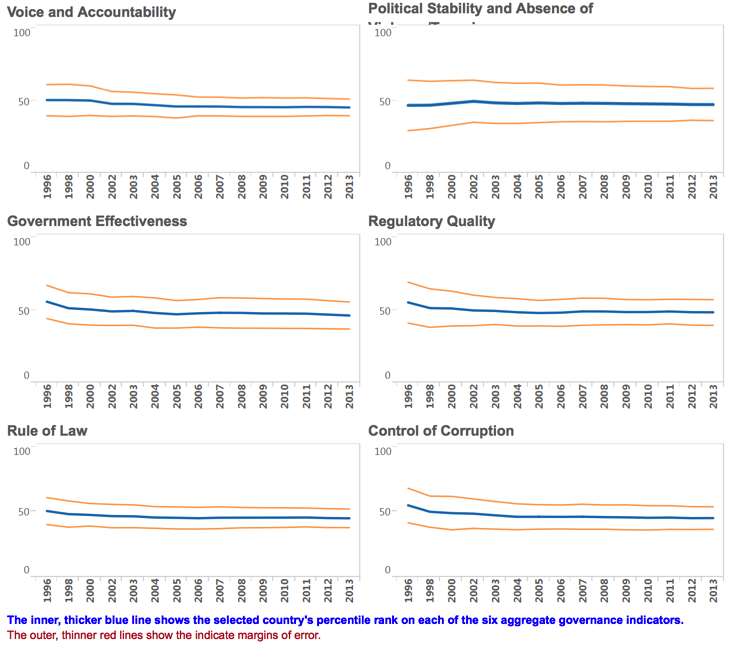 Voice and Accountability
100
50
0
1996 1998 2000 2002 2003 2004 2005 2006 2007 2008 2009 2010 2011 2012 2013
Political Stability and Absence of
100
50
0
1996 1998 2000 2002 2003 2004 2005 2006 2007 2008 2009 2010 2011 2012 2013
Government Effectiveness
100
50
0
1996 1998 2000 2002 2003 2004 2005 2006 2007 2008 2009 2010 2011 2012 2013
Regulatory Quality
100
50
0
1996 1998 2000 2002 2003 2004 2005 2006 2007 2008 2009 2010 2011 2012 2013
Rule of Law
100
50
0
1996 1998 2000 2002 2003 2004 2005 2006 2007 2008 2009 2010 2011 2012 2013
Control of Corruption
100
50
0
1996 1998 2000 2002 2003 2004 2005 2006 2007 2008 2009 2010 2011 2012 2013
The inner, thicker blue line shows the selected country's percentile rank on each of the six aggregate governance indicators.
The outer, thinner red lines show the indicate margins of error.